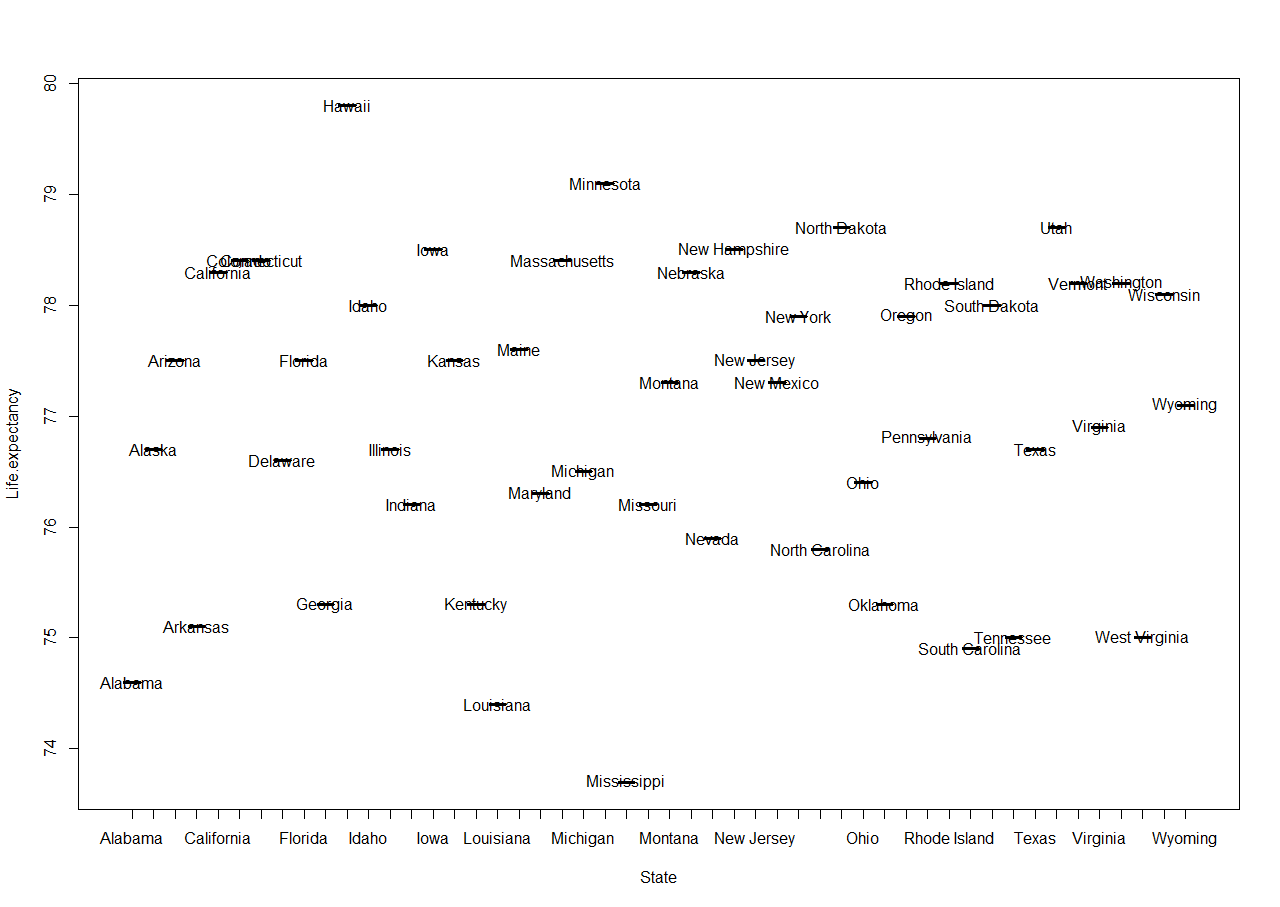 80
Hawaii
79
Minnesota
North Dakota
Utah
Iowa
New Hampshire
Colorado
Connecticut
Massachusetts
California
Nebraska
Rhode Island
Vermont
Washington
Wisconsin
78
Idaho
South Dakota
New York
Oregon
Maine
Arizona
Florida
Kansas
New Jersey
Montana
New Mexico
Wyoming
77
Virginia
Pennsylvania
Alaska
Illinois
Texas
Delaware
Michigan
Ohio
Maryland
Indiana
Missouri
76
Nevada
North Carolina
Georgia
Kentucky
Oklahoma
Arkansas
75
Tennessee
West Virginia
South Carolina
Alabama
Louisiana
74
Mississippi
Life.expectancy
Alabama California Florida Idaho Iowa Louisiana Michigan Montana New Jersey Ohio Rhode Island Texas Virginia Wyoming
State